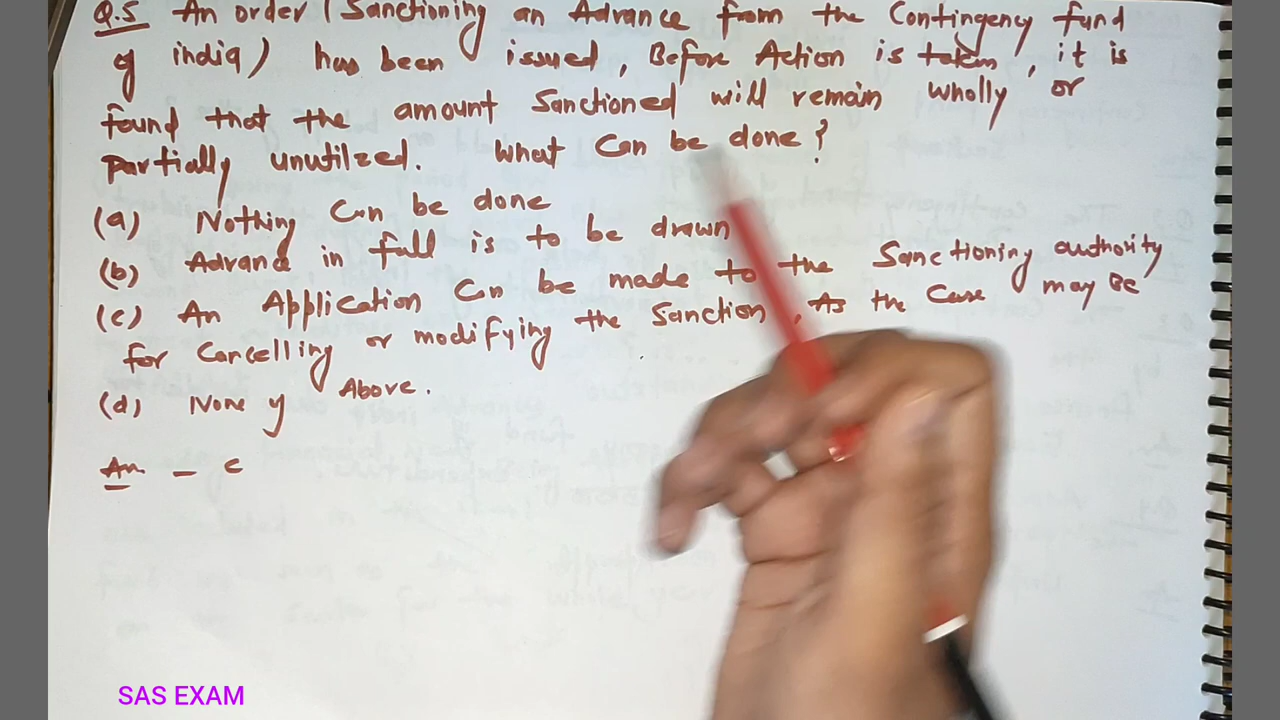 Q.5 An order (Sanctioning an Advance from the Contingency fund
of india) has been issued, Before Action is taken, it is
found that the amount Sanctioned will remain wholly or
Partially unutilzed. What Can be done?
(a) Nothing Can be done
(b) Advance in full is to be drawn
(c) An Application Can be made to the Sanctioning authority
for Cancelling or modifying the Sanction, As the Case may Be
(d) None of Above.
An - c
SAS EXAM